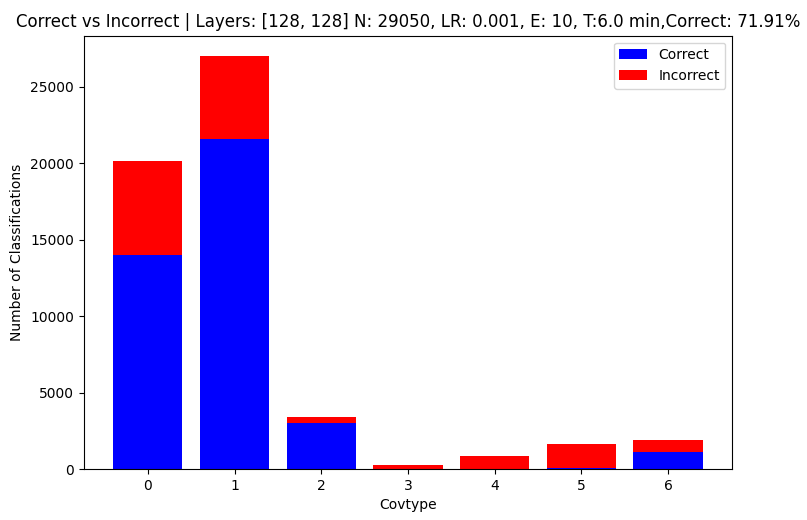 Correct vs Incorrect | Layers: [128, 128] N: 29050, LR: 0.001, E: 10, T:6.0 min,Correct: 71.91%
Correct
Incorrect
Number of Classifications
25000
20000
15000
10000
5000
0
0 1 2 3 4 5 6
Covtype